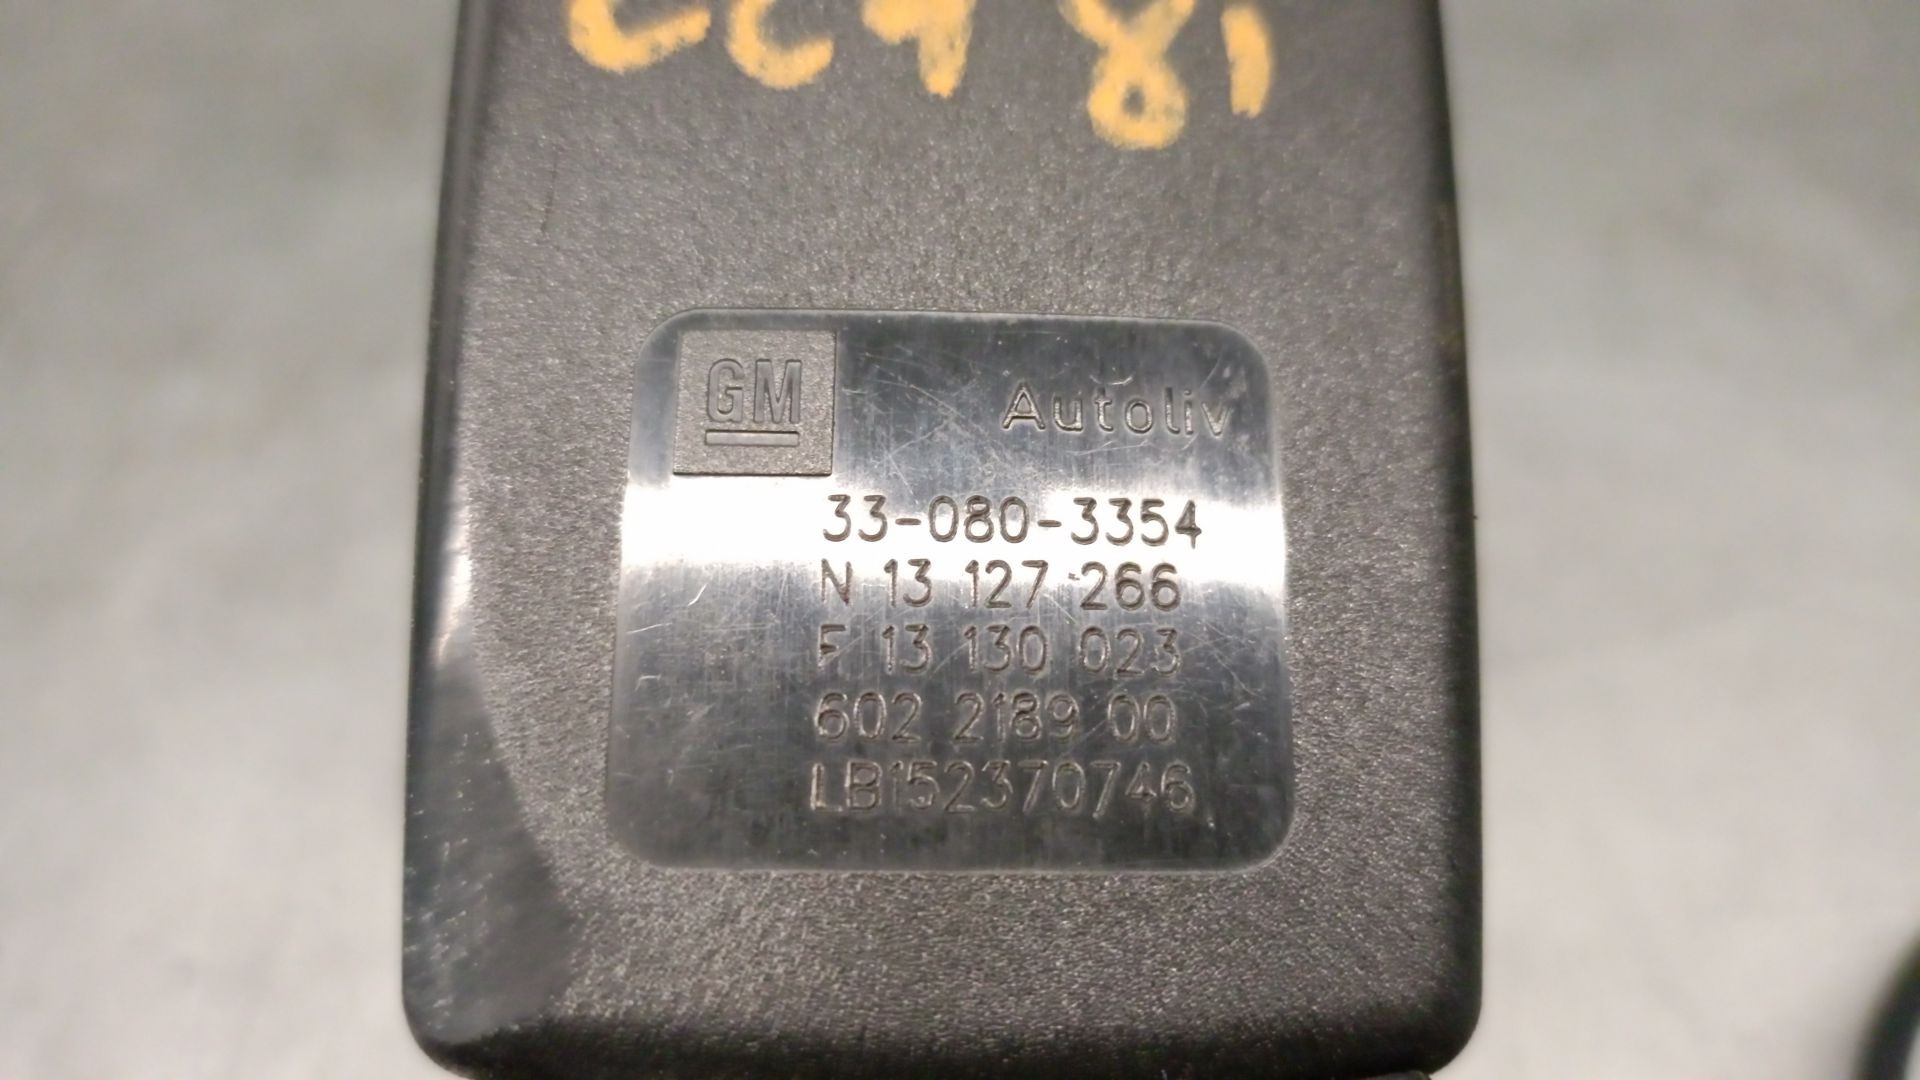 GM
Autoliv
33-080-3354
N 13 127 266
F 13 130 023
602 2189 00
LB152370746